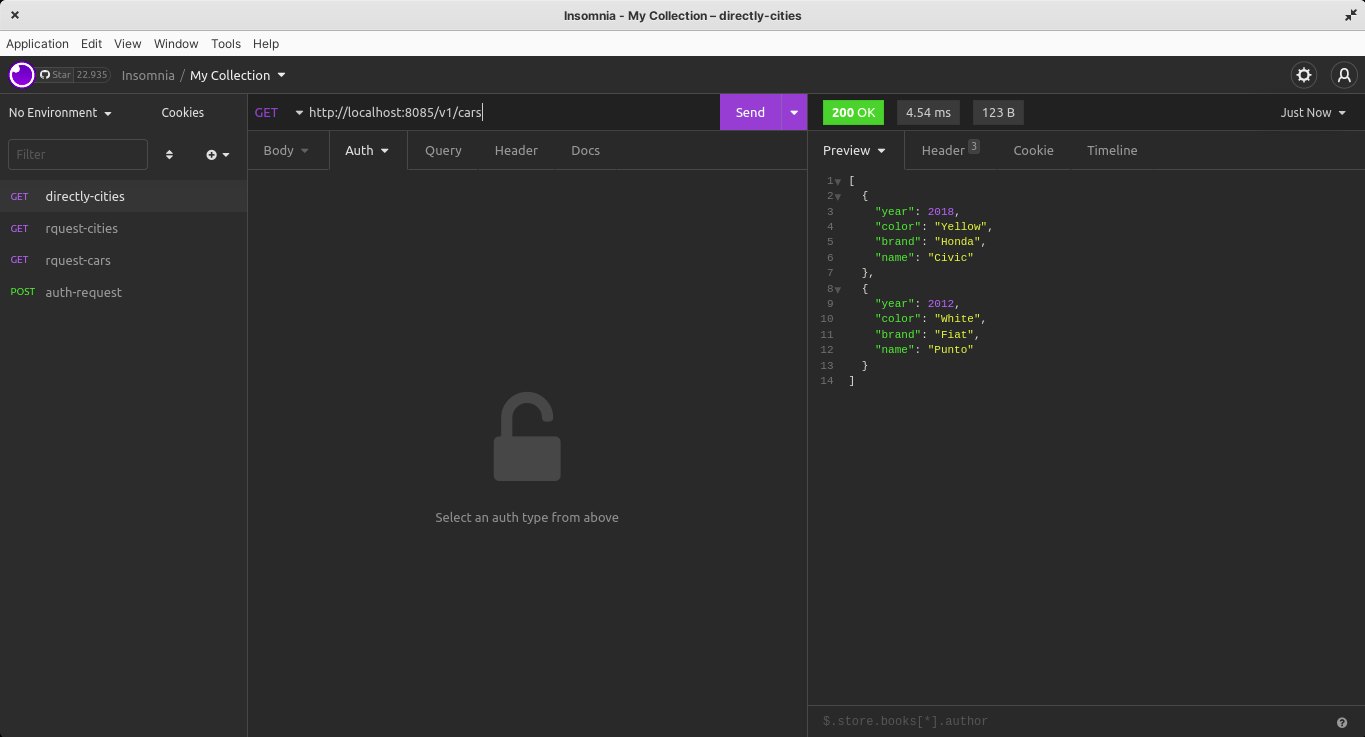 Insomnia - My Collection – directly-cities
Application Edit View Window Tools Help
Star 22.935 Insomnia / My Collection
No Environment Cookies
GET http://localhost:8085/v1/cars Send
200 OK 4.54 ms 123 B Just Now
Filter
Body Auth Query Header Docs
Preview Header 3 Cookie Timeline
GET directly-cities
GET rquest-cities
GET rquest-cars
POST auth-request
Select an auth type from above
1 [
2 {
3 "year": 2018,
4 "color": "Yellow",
5 "brand": "Honda",
6 "name": "Civic"
7 },
8 {
9 "year": 2012,
10 "color": "White",
11 "brand": "Fiat",
12 "name": "Punto"
13 }
14 ]
$.store.books[*].author